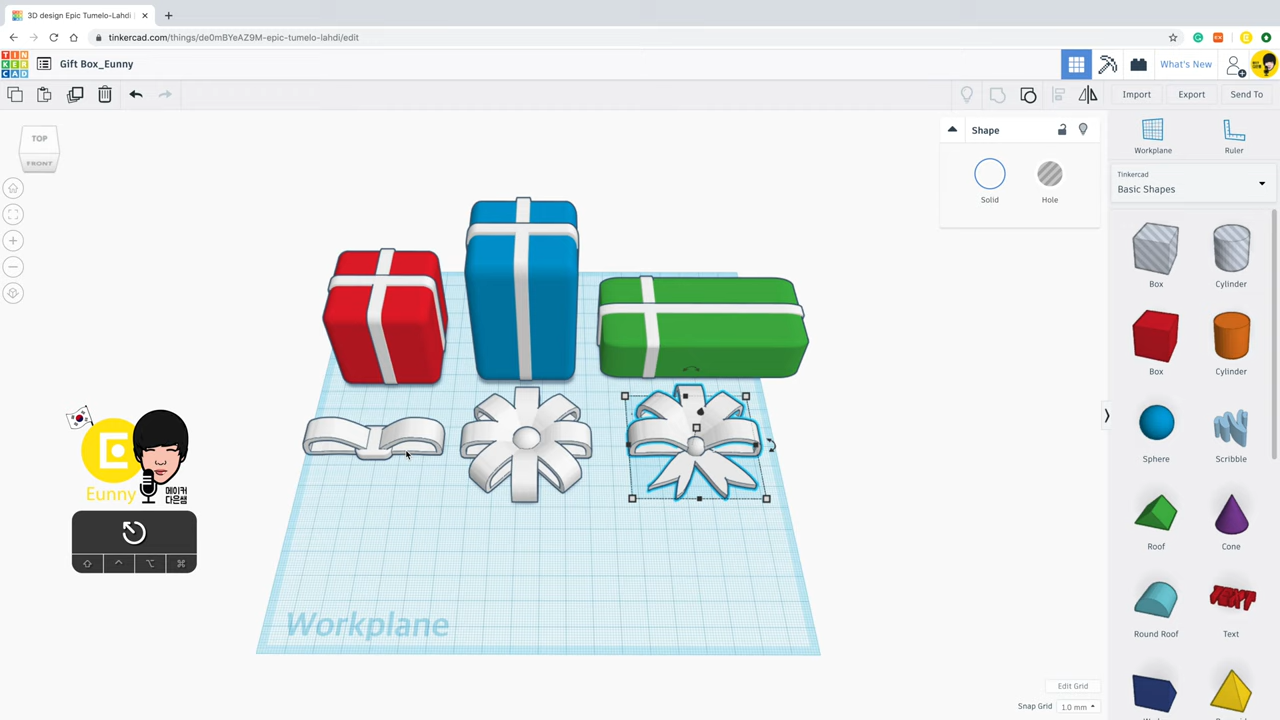 3D design Epic Tumelo-Lahdi
tinkercad.com/things/de0mBYeAZ9M-epic-tumelo-lahdi/edit
TIN
KER
CAD
Gift Box_Eunny
What's New
Import
Export
Send To
TOP
FRONT
Shape
Solid
Hole
Workplane
Ruler
Tinkercad
Basic Shapes
Box
Cylinder
Box
Cylinder
Sphere
Scribble
Roof
Cone
Round Roof
TEXT
Text
Eunny
메이커
다은쌤
Workplane
Edit Grid
Snap Grid
1.0 mm